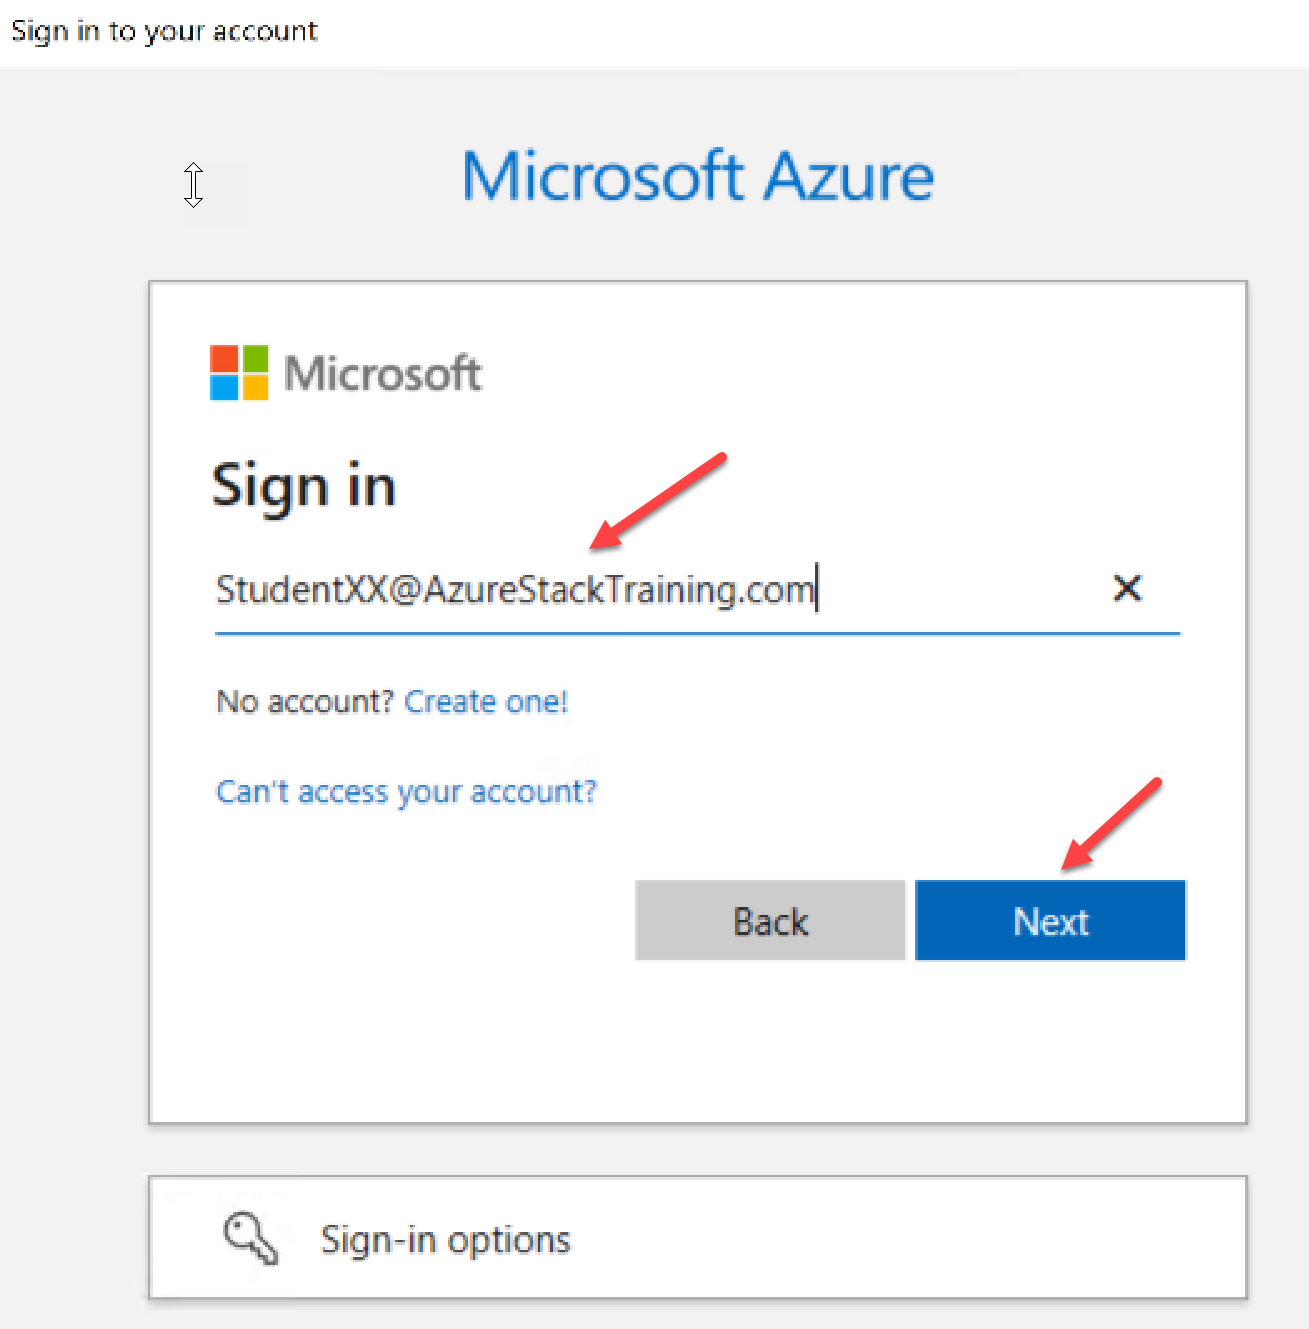 Sign in to your account
Microsoft Azure
Microsoft
Sign in
StudentXX@AzureStackTraining.com
No account? Create one!
Can't access your account?
Back Next
Sign-in options